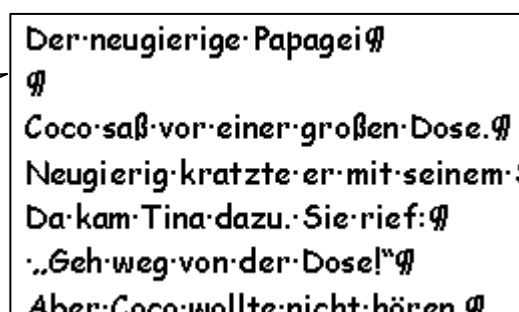 Der neugierige Papagei¶
¶
Coco saß vor einer großen Dose.¶
Neugierig kratzte er mit seinem
Da kam Tina dazu. Sie rief:¶
„Geh weg von der Dose!“¶
Aber Coco wollte nicht hören.¶